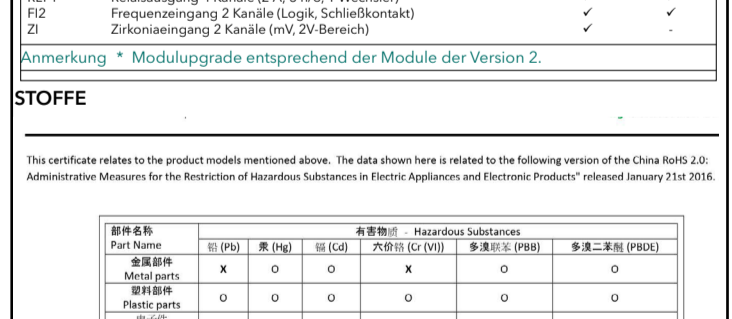 FI2 Frequenzeingang 2 Kanäle (Logik, Schließkontakt) ✓ ✓
ZI Zirkoniaeingang 2 Kanäle (mV, 2V-Bereich) ✓ -
Anmerkung * Modulupgrade entsprechend der Module der Version 2.
STOFFE
This certificate relates to the product models mentioned above. The data shown here is related to the following version of the China RoHS 2.0:
Administrative Measures for the Restriction of Hazardous Substances in Electric Appliances and Electronic Products" released January 21st 2016.
部件名称 有害物质 - Hazardous Substances
Part Name 铅 (Pb) 汞 (Hg) 镉 (Cd) 六价铬 (Cr (VI)) 多溴联苯 (PBB) 多溴二苯醚 (PBDE)
金属部件
Metal parts X O O X O O
塑料部件
Plastic parts O O O O O O